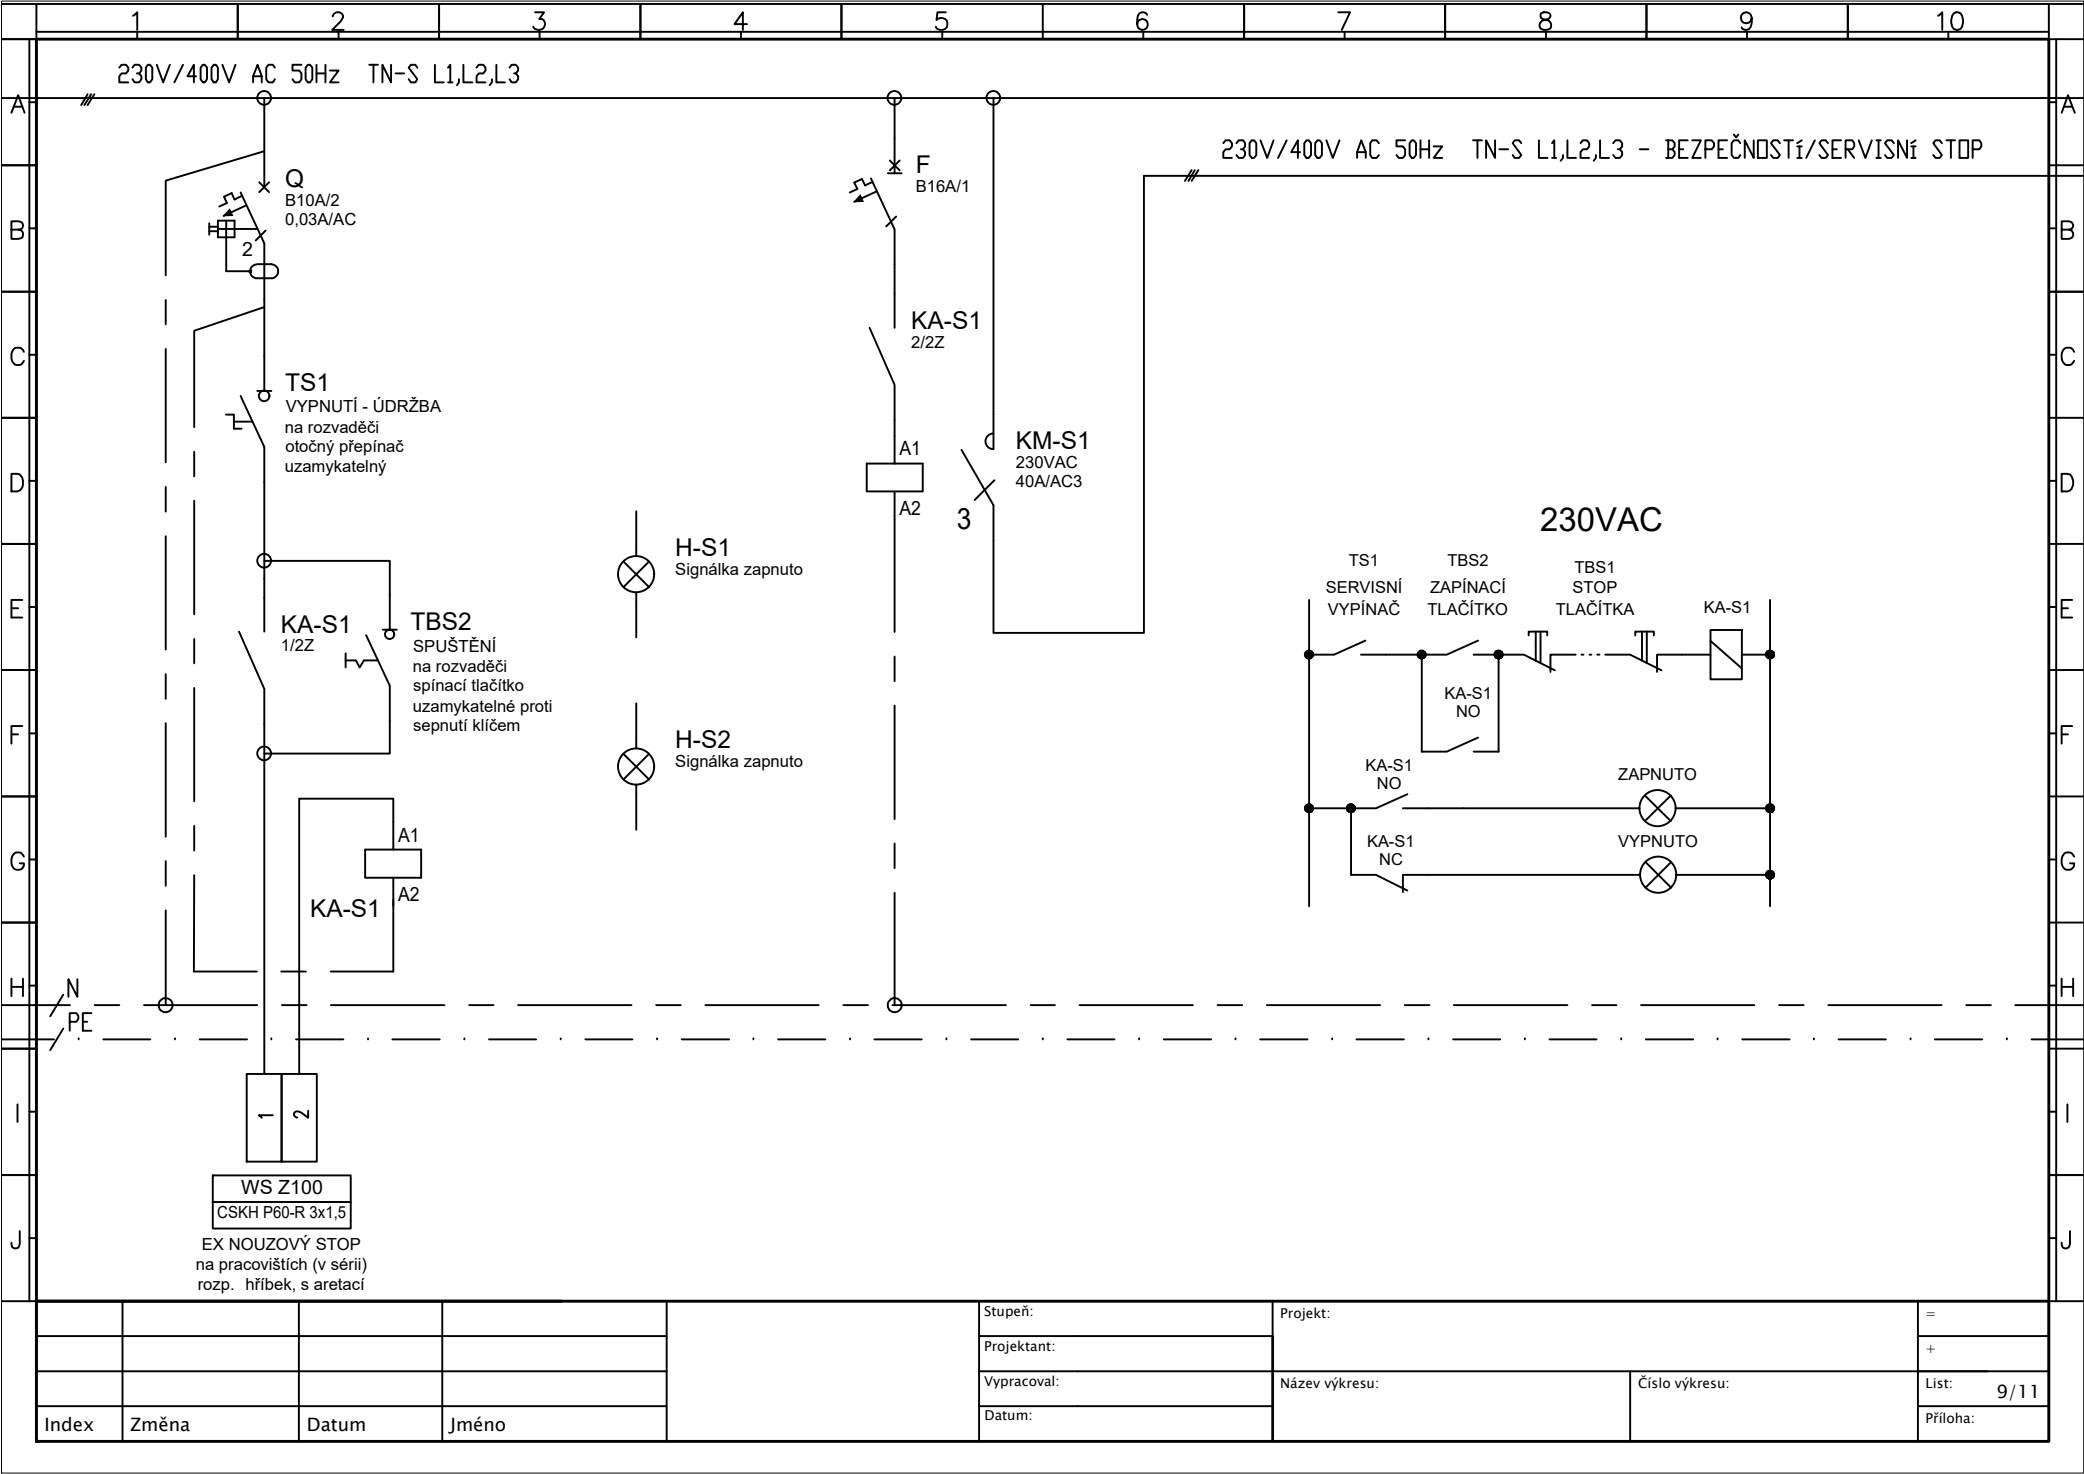 1 2 3 4 5 6 7 8 9 10
230V/400V AC 50Hz TN-S L1,L2,L3
A A
230V/400V AC 50Hz TN-S L1,L2,L3 - BEZPEČNOSTí/SERVISNí STOP
Q
B10A/2
0,03A/AC
2
F
B16A/1
B B
KA-S1
2/2Z
C C
TS1
VYPNUTÍ - ÚDRŽBA
na rozvaděči
otočný přepínač
uzamykatelný
A1
A2
KM-S1
230VAC
40A/AC3
3
D D
230VAC
H-S1
Signálka zapnuto
TS1
SERVISNÍ
VYPÍNAČ
TBS2
ZAPÍNACÍ
TLAČÍTKO
TBS1
STOP
TLAČÍTKA
KA-S1
E E
KA-S1
1/2Z
TBS2
SPUŠTĚNÍ
na rozvaděči
spínací tlačítko
uzamykatelné proti
sepnutí klíčem
KA-S1
NO
F F
H-S2
Signálka zapnuto
KA-S1
NO
ZAPNUTO
A1
A2
KA-S1
KA-S1
NC
VYPNUTO
G G
H H
N
PE
I I
1 2
WS Z100
CSKH P60-R 3x1,5
J J
EX NOUZOVÝ STOP
na pracovištích (v sérii)
rozp. hříbek, s aretací
Stupeň:
Projekt:
=
Projektant:
+
Vypracoval:
Název výkresu:
Číslo výkresu:
List: 9/11
Index Změna Datum Jméno
Datum:
Příloha: